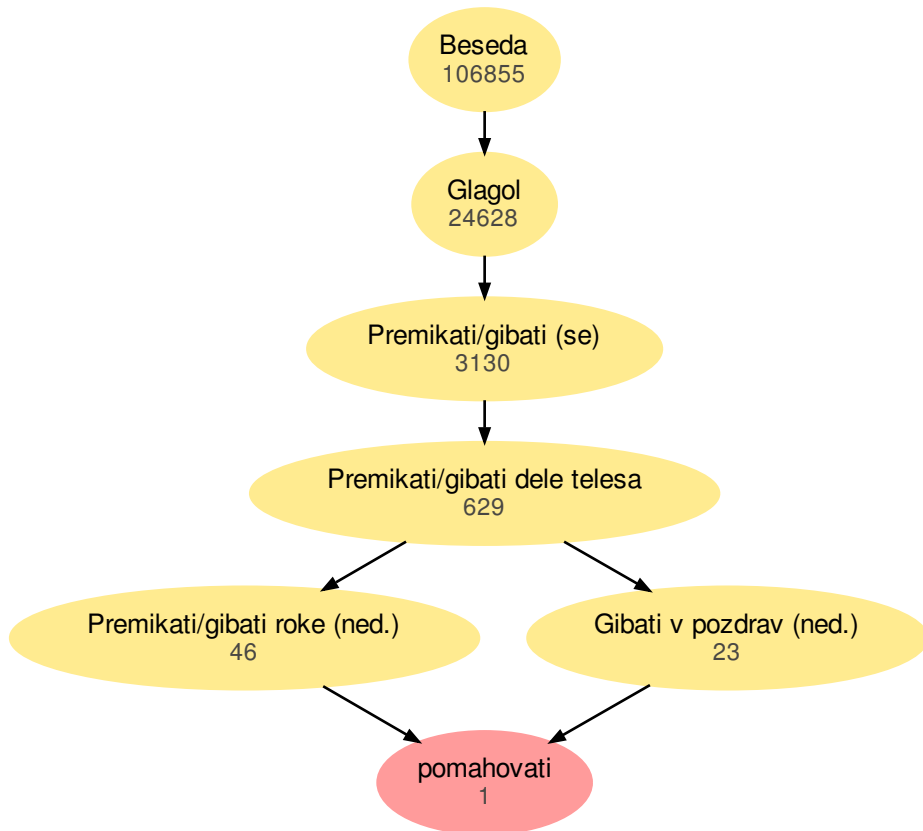 Beseda
106855
Glagol
24628
Premikati/gibati (se)
3130
Premikati/gibati dele telesa
629
Premikati/gibati roke (ned.)
46
Gibati v pozdrav (ned.)
23
pomahovati
1